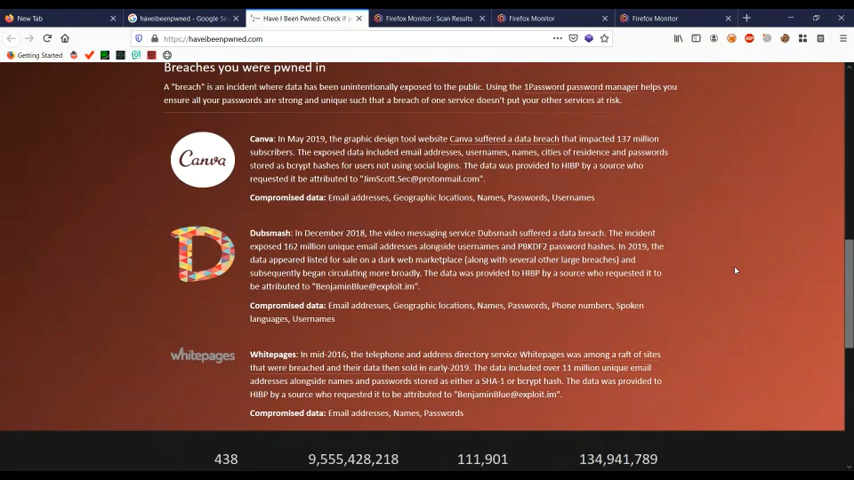 New Tab
haveibeenpwned - Google Se
Have I Been Pwned: Check if y
Firefox Monitor : Scan Results
Firefox Monitor
Firefox Monitor
https://haveibeenpwned.com
Getting Started
Breaches you were pwned in
A "breach" is an incident where data has been unintentionally exposed to the public. Using the 1Password password manager helps you
ensure all your passwords are strong and unique such that a breach of one service doesn't put your other services at risk.
Canva
Canva: In May 2019, the graphic design tool website Canva suffered a data breach that impacted 137 million
subscribers. The exposed data included email addresses, usernames, names, cities of residence and passwords
stored as bcrypt hashes for users not using social logins. The data was provided to HIBP by a source who
requested it be attributed to "JimScott.Sec@protonmail.com".
Compromised data: Email addresses, Geographic locations, Names, Passwords, Usernames
D
Dubsmash: In December 2018, the video messaging service Dubsmash suffered a data breach. The incident
exposed 162 million unique email addresses alongside usernames and PBKDF2 password hashes. In 2019, the
data appeared listed for sale on a dark web marketplace (along with several other large breaches) and
subsequently began circulating more broadly. The data was provided to HIBP by a source who requested it to
be attributed to "BenjaminBlue@exploit.im".
Compromised data: Email addresses, Geographic locations, Names, Passwords, Phone numbers, Spoken
languages, Usernames
whitepages
Whitepages: In mid-2016, the telephone and address directory service Whitepages was among a raft of sites
that were breached and their data then sold in early-2019. The data included over 11 million unique email
addresses alongside names and passwords stored as either a SHA-1 or bcrypt hash. The data was provided to
HIBP by a source who requested it to be attributed to "BenjaminBlue@exploit.im".
Compromised data: Email addresses, Names, Passwords
438 9,555,428,218 111,901 134,941,789